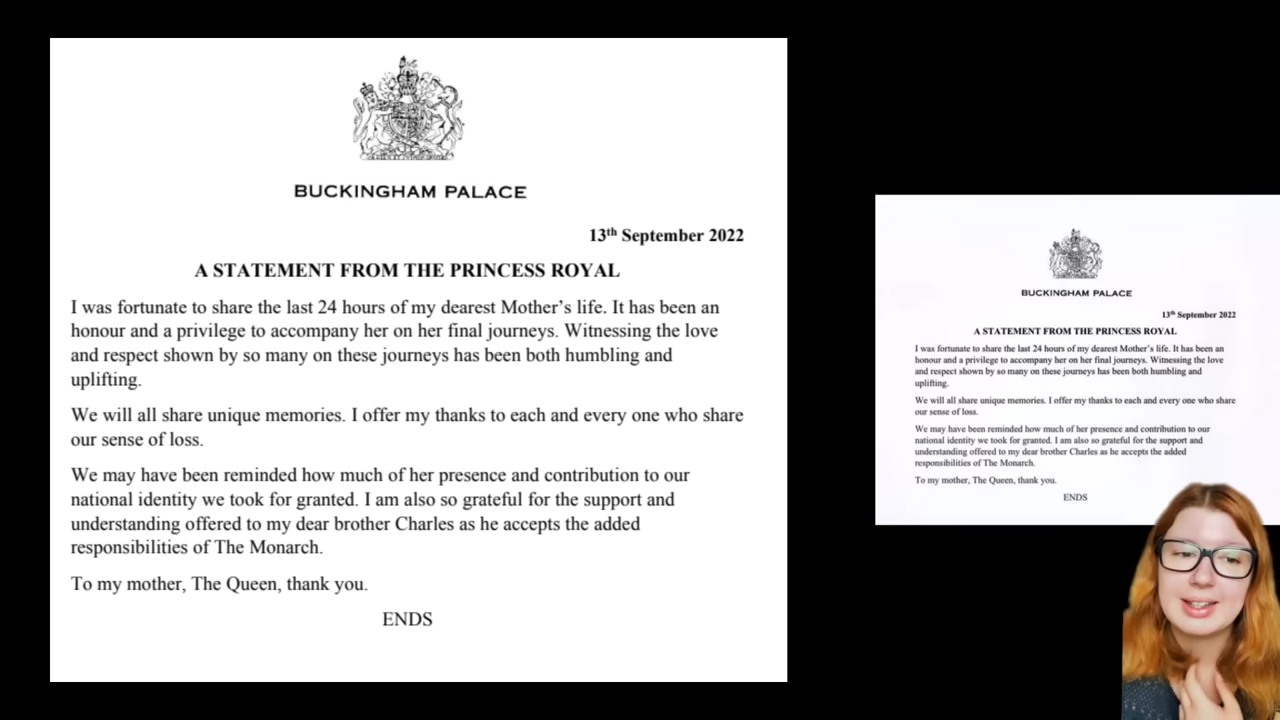 BUCKINGHAM PALACE
13th September 2022
A STATEMENT FROM THE PRINCESS ROYAL
I was fortunate to share the last 24 hours of my dearest Mother’s life. It has been an
honour and a privilege to accompany her on her final journeys. Witnessing the love
and respect shown by so many on these journeys has been both humbling and
uplifting.
We will all share unique memories. I offer my thanks to each and every one who share
our sense of loss.
We may have been reminded how much of her presence and contribution to our
national identity we took for granted. I am also so grateful for the support and
understanding offered to my dear brother Charles as he accepts the added
responsibilities of The Monarch.
To my mother, The Queen, thank you.
ENDS
BUCKINGHAM PALACE
13th September 2022
A STATEMENT FROM THE PRINCESS ROYAL
I was fortunate to share the last 24 hours of my dearest Mother’s life. It has been an
honour and a privilege to accompany her on her final journeys. Witnessing the love
and respect shown by so many on these journeys has been both humbling and
uplifting.
We will all share unique memories. I offer my thanks to each and every one who share
our sense of loss.
We may have been reminded how much of her presence and contribution to our
national identity we took for granted. I am also so grateful for the support and
understanding offered to my dear brother Charles as he accepts the added
responsibilities of The Monarch.
To my mother, The Queen, thank you.
ENDS